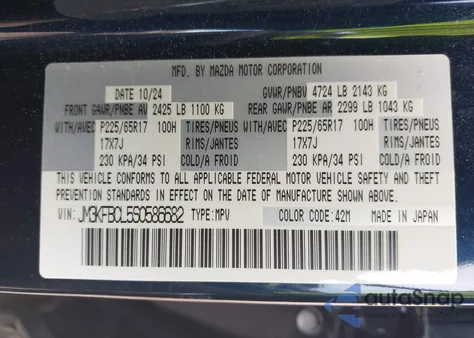 MFD. BY MAZDA MOTOR CORPORATION
DATE 10/24 GVWR/PNBV 4724 LB 2143 KG
FRONT GAWR/PNBE AV 2425 LB 1100 KG REAR GAWR/PNBE AR 2299 LB 1043 KG
WITH/AVEC P225/65R17 100H TIRES/PNEUS WITH/AVEC P225/65R17 100H TIRES/PNEUS
17X7J RIMS/JANTES 17X7J RIMS/JANTES
230 KPA/34 PSI COLD/A FROID 230 KPA/34 PSI COLD/A FROID
THIS VEHICLE CONFORMS TO ALL APPLICABLE FEDERAL MOTOR VEHICLE SAFETY AND THEFT
PREVENTION STANDARDS IN EFFECT ON THE DATE OF MANUFACTURE SHOWN ABOVE.
VIN: JM3KFBCL5S0586682 TYPE:MPV COLOR CODE:42M MADE IN JAPAN
autoSnap